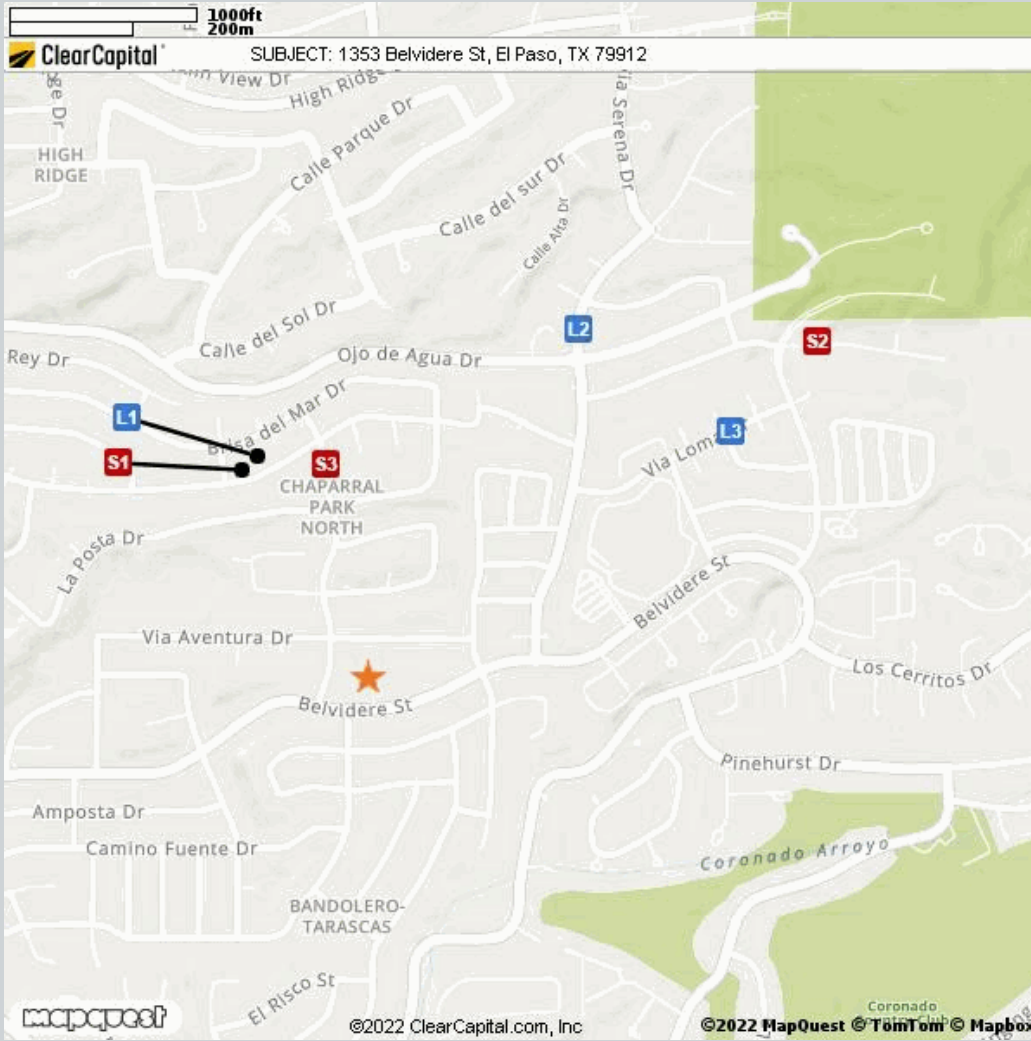 1000ft
200m
ClearCapital
SUBJECT: 1353 Belvidere St, El Paso, TX 79912
View Dr
High Ridge
Calle Parque Dr
Via Serena Dr
HIGH
RIDGE
Calle del sur Dr
Calle Alta Dr
Calle del Sol Dr
L2
S2
Rey Dr
Ojo de Agua Dr
Brisa del Mar Dr
L1
L3
S1
S3
Via Loma
CHAPARRAL
PARK
NORTH
La Posta Dr
Belvidere St
Via Aventura Dr
Los Cerritos Dr
Belvidere St
Pinehurst Dr
Amposta Dr
Camino Fuente Dr
Coronado Arroyo
BANDOLERO-
TARASCAS
El Risco St
Coronado
Country Club
mapquest
©2022 ClearCapital.com, Inc
©2022 MapQuest © TomTom © Mapbox